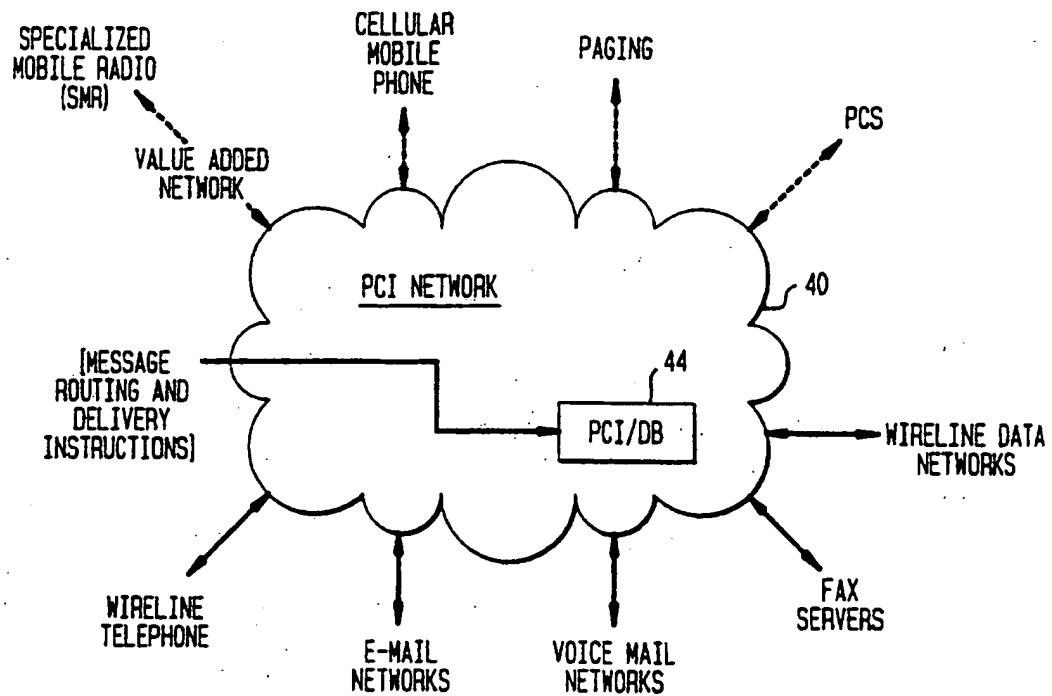 SPECIALIZED
MOBILE RADIO
(SMR)
CELLULAR
MOBILE
PHONE
PAGING
PCS
VALUE ADDED
NETWORK
PCI NETWORK
40
[MESSAGE
ROUTING AND
DELIVERY
INSTRUCTIONS]
44
PCI/DB
WIRELINE DATA
NETWORKS
WIRELINE
TELEPHONE
E-MAIL
NETWORKS
VOICE MAIL
NETWORKS
FAX
SERVERS